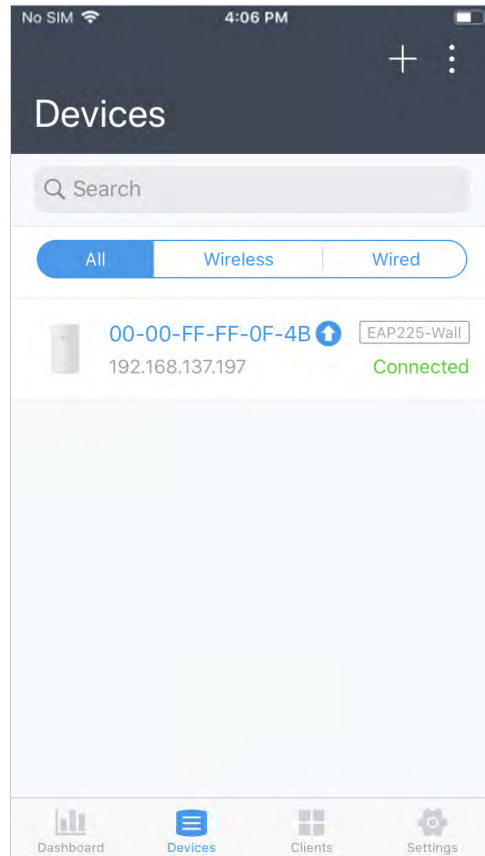 No SIM 4:06 PM
Devices
Search
All Wireless Wired
00-00-FF-FF-0F-4B EAP225-Wall
192.168.137.197 Connected
Dashboard Devices Clients Settings